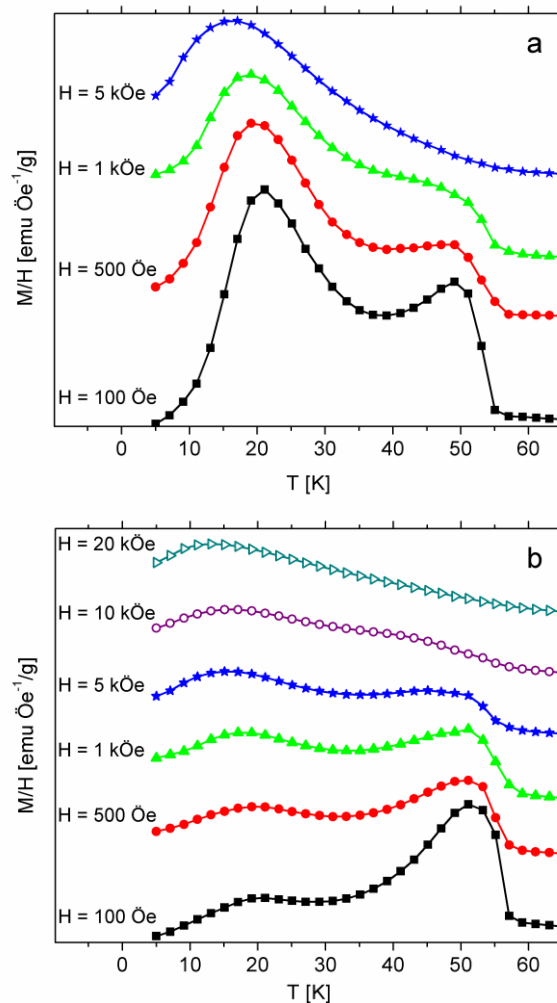 a
H = 5 kÖe
H = 1 kÖe
H = 500 Öe
H = 100 Öe
M/H [emu Öe⁻¹/g]
0 10 20 30 40 50 60
T [K]
b
H = 20 kÖe
H = 10 kÖe
H = 5 kÖe
H = 1 kÖe
H = 500 Öe
H = 100 Öe
M/H [emu Öe⁻¹/g]
0 10 20 30 40 50 60
T [K]